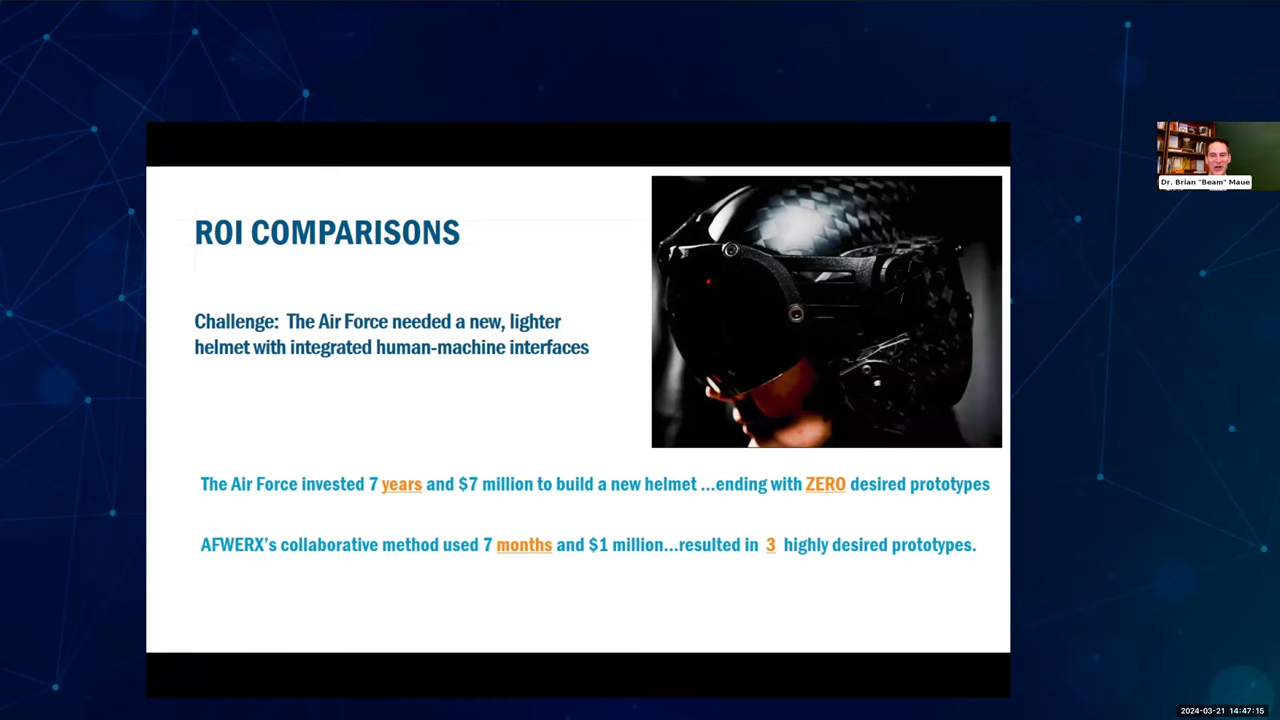 ROI COMPARISONS
Challenge:  The Air Force needed a new, lighter
helmet with integrated human-machine interfaces
The Air Force invested 7 years and $7 million to build a new helmet ...ending with ZERO desired prototypes
AFWERX’s collaborative method used 7 months and $1 million...resulted in  3  highly desired prototypes.
Dr. Brian "Beam" Maue
2024-03-21 14:47:15